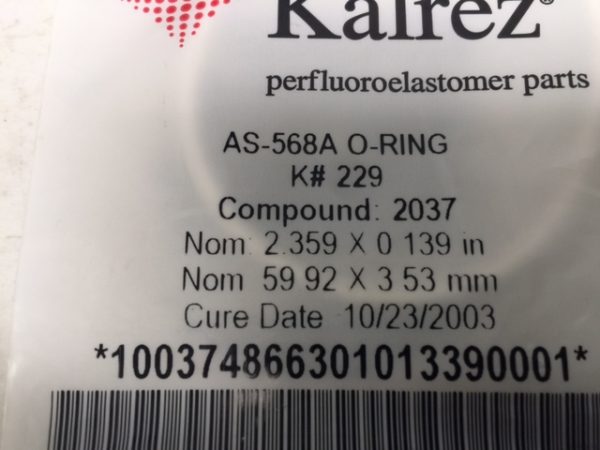 Kalrez®
perfluoroelastomer parts
AS-568A O-RING
K# 229
Compound: 2037
Nom: 2.359 X 0 139 in
Nom 59 92 X 3 53 mm
Cure Date 10/23/2003
*100374866301013390001*